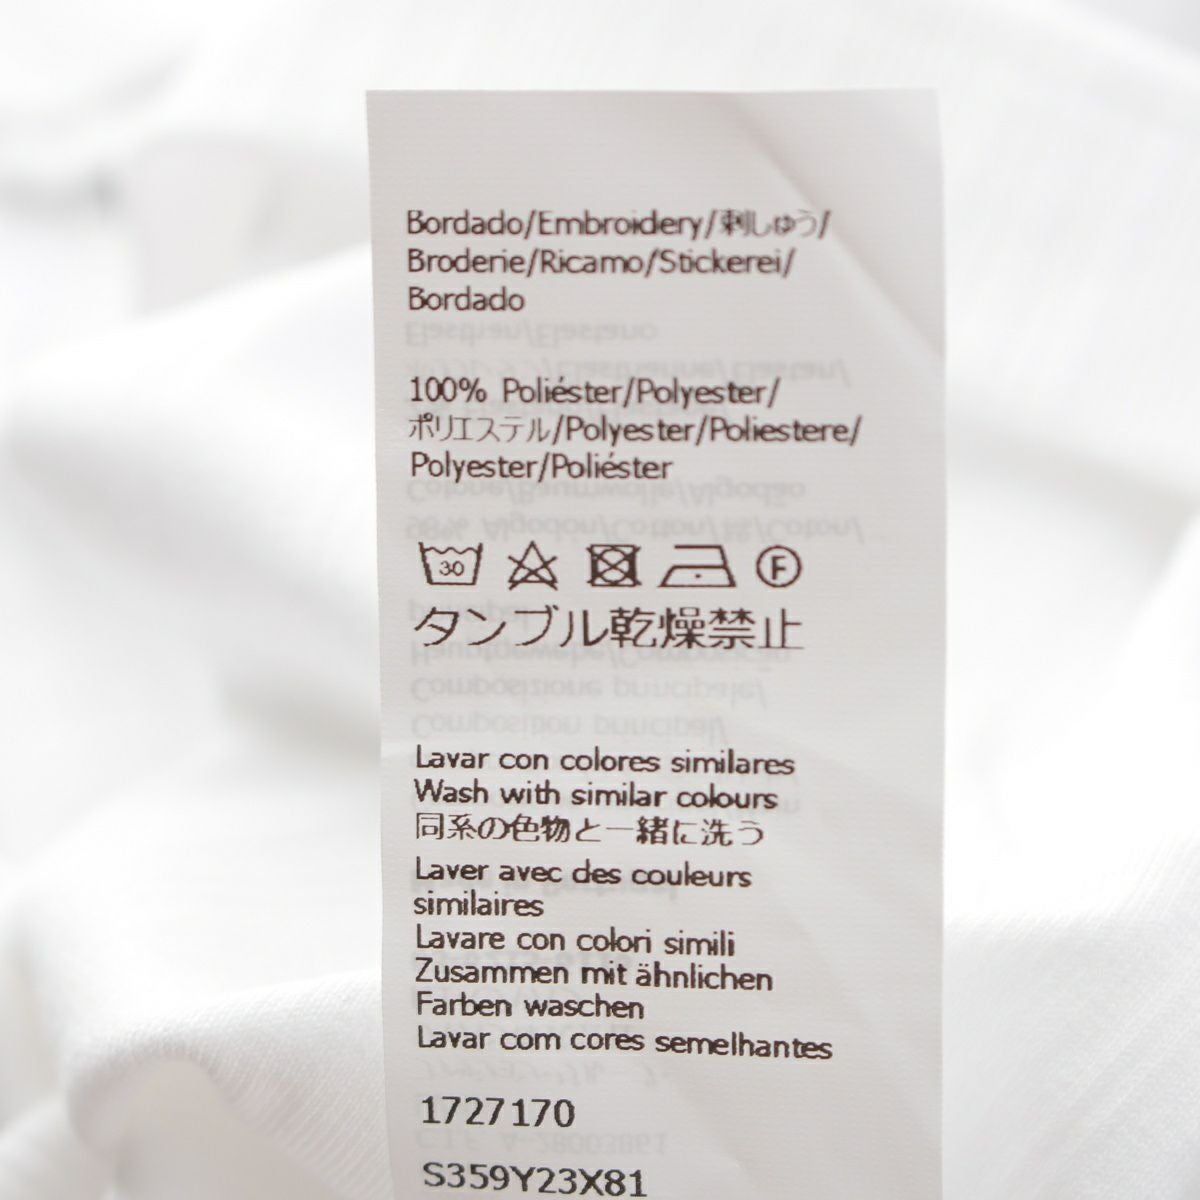 Bordado/Embroidery/刺しゅう/
Broderie/Ricamo/Stickerei/
Bordado
100% Poliéster/Polyester/
ポリエステル/Polyester/Poliestere/
Polyester/Poliéster
30
F
タンブル乾燥禁止
Lavar con colores similares
Wash with similar colours
同系の色物と一緒に洗う
Laver avec des couleurs
similaires
Lavare con colori simili
Zusammen mit ähnlichen
Farben waschen
Lavar com cores semelhantes
1727170
S359Y23X81